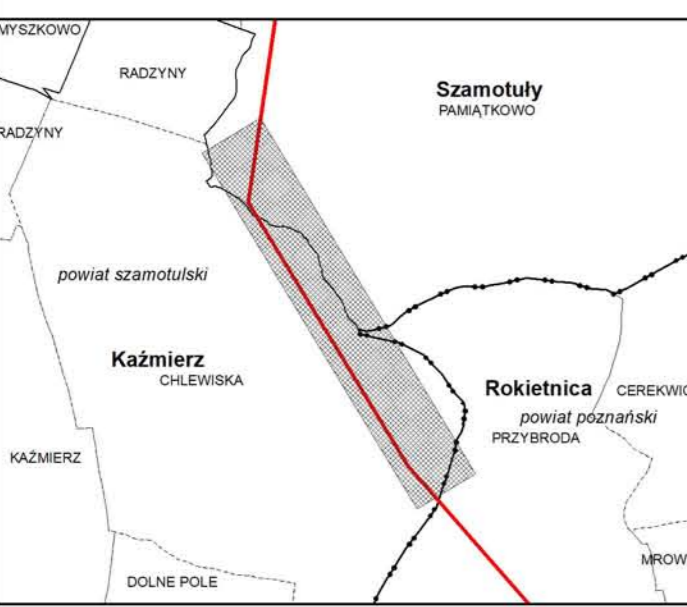 MYSZKOWO
RADZYNY
Szamotuły
PAMIĄTKOWO
RADZYNY
powiat szamotulski
Kaźmierz
CHLEWISKA
Rokietnica
CEREKWIC
powiat poznański
PRZYBRODA
KAŹMIERZ
MROW
DOLNE POLE